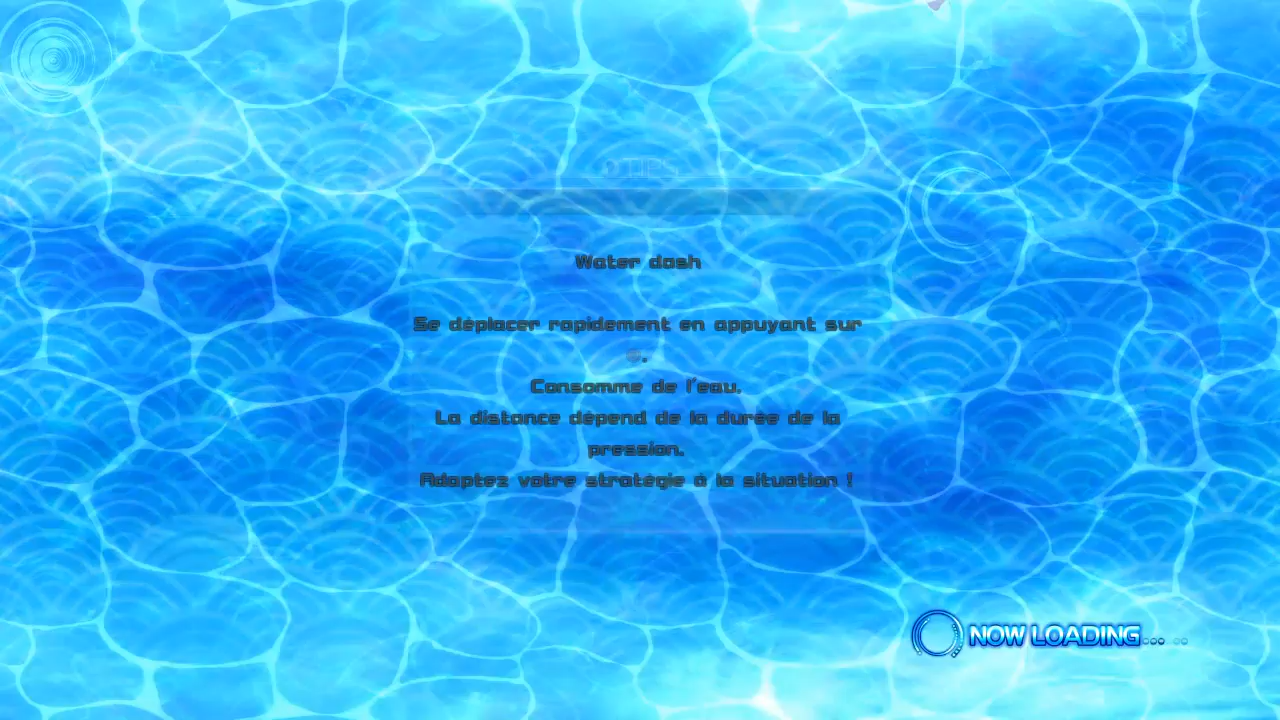 TIPS
Water dash
Se déplacer rapidement en appuyant sur
.
Consomme de l'eau.
La distance dépend de la durée de la
pression.
Adaptez votre stratégie à la situation !
NOW LOADING...